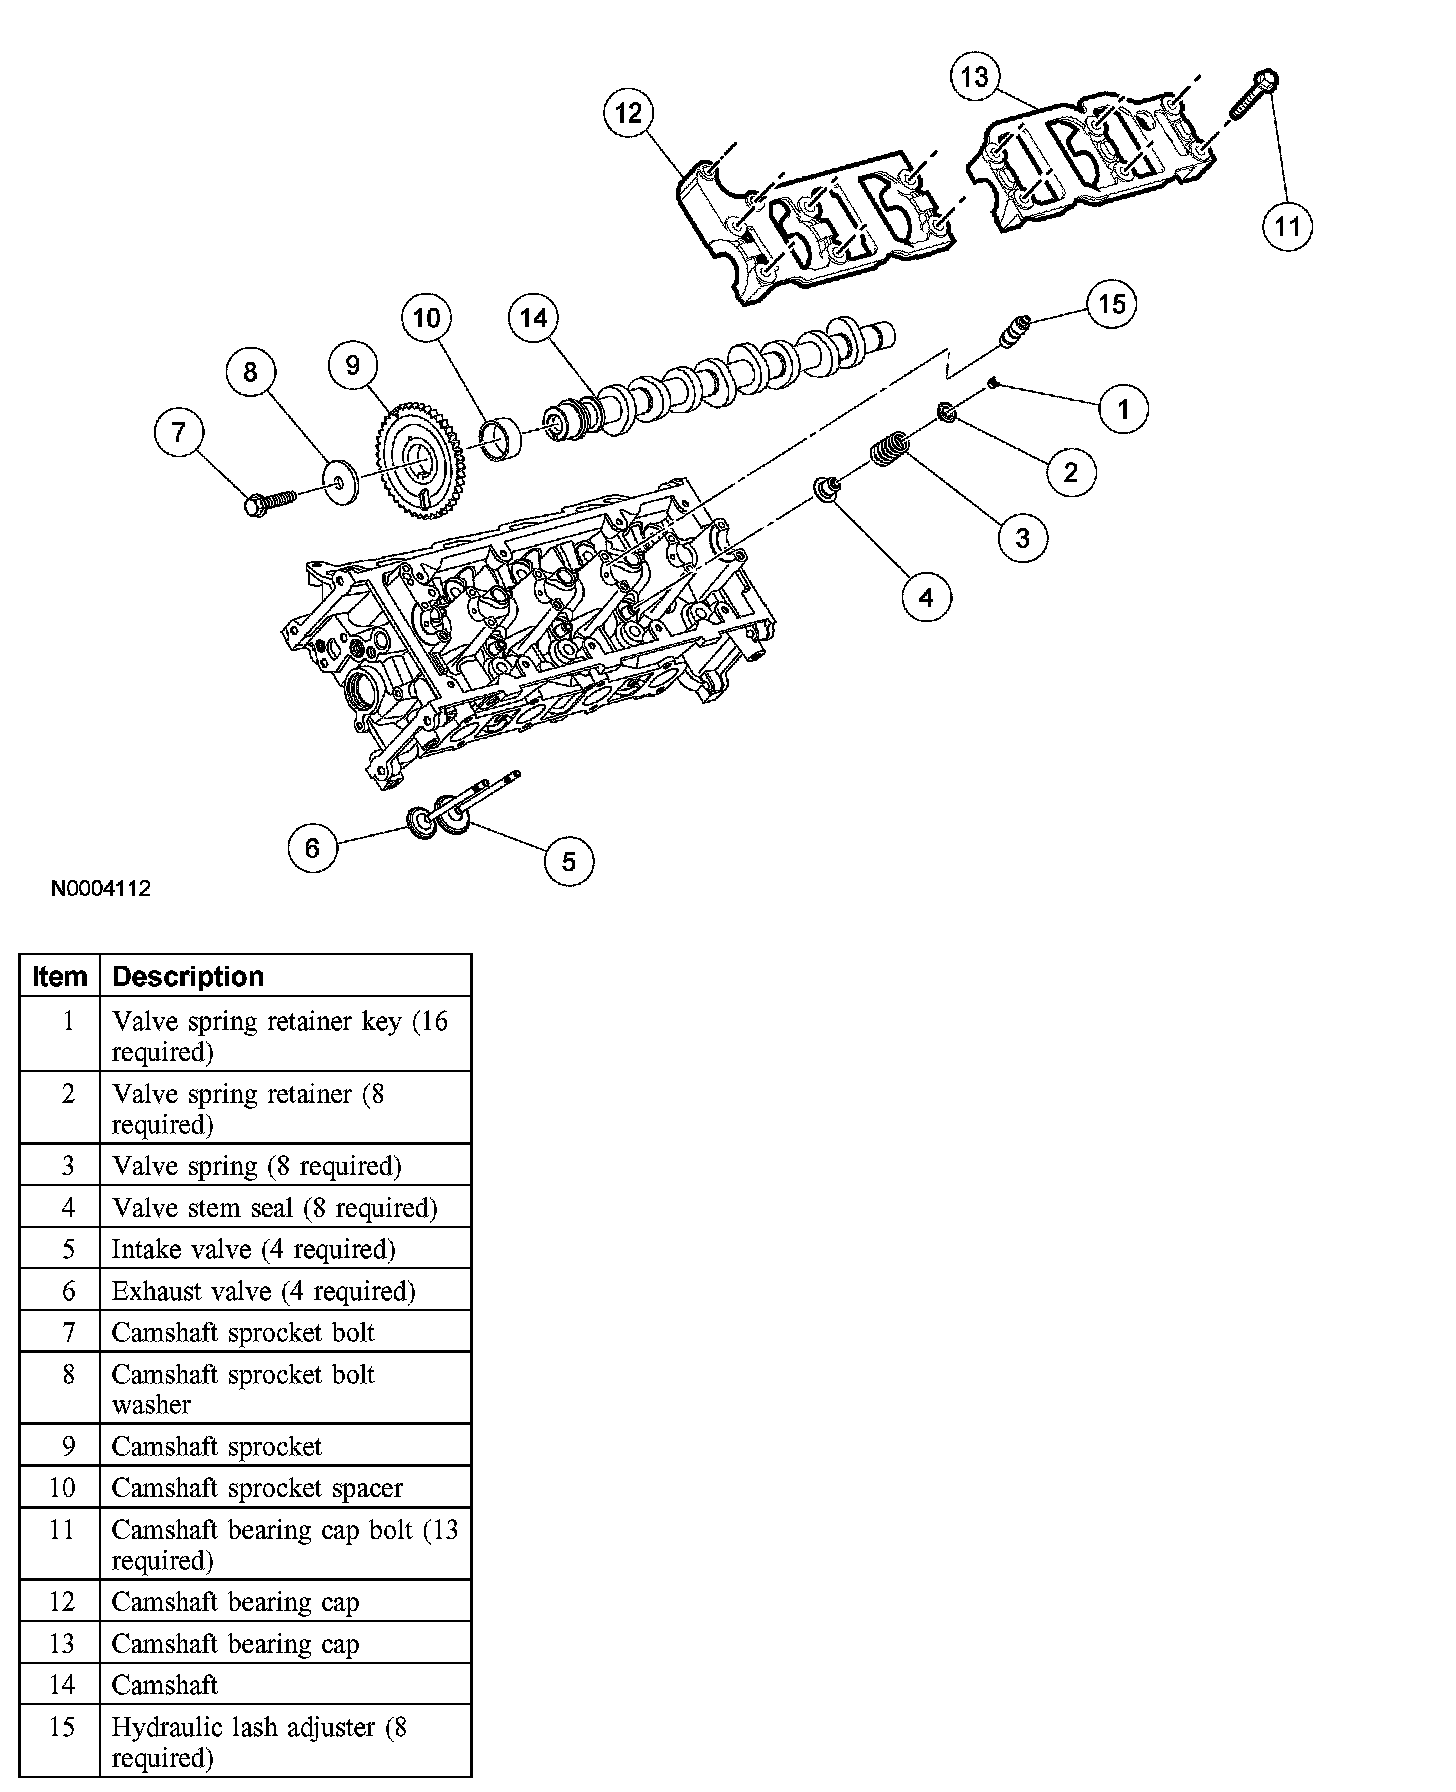 13
12
11
15
10
14
9
8
1
7
2
3
4
6
5
N0004112
Item Description
1 Valve spring retainer key (16
required)
2 Valve spring retainer (8
required)
3 Valve spring (8 required)
4 Valve stem seal (8 required)
5 Intake valve (4 required)
6 Exhaust valve (4 required)
7 Camshaft sprocket bolt
8 Camshaft sprocket bolt
washer
9 Camshaft sprocket
10 Camshaft sprocket spacer
11 Camshaft bearing cap bolt (13
required)
12 Camshaft bearing cap
13 Camshaft bearing cap
14 Camshaft
15 Hydraulic lash adjuster (8
required)